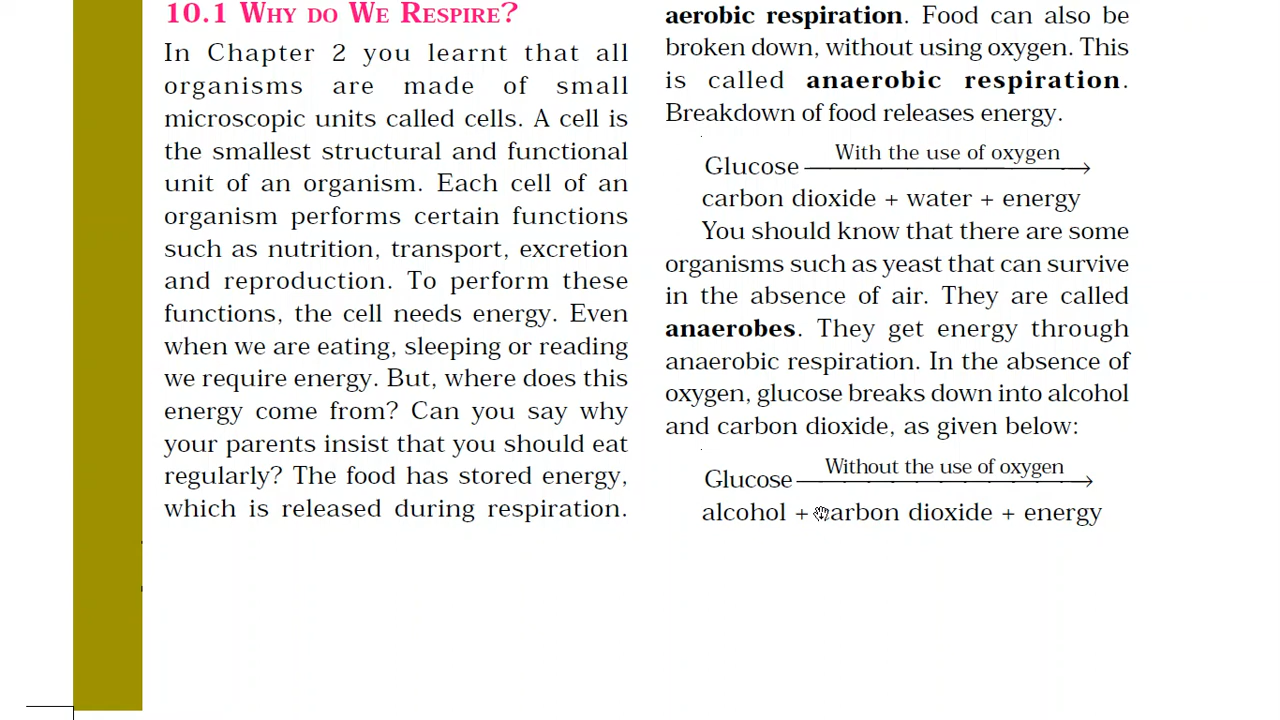 10.1 WHY DO WE RESPIRE?
In Chapter 2 you learnt that all
organisms are made of small
microscopic units called cells. A cell is
the smallest structural and functional
unit of an organism. Each cell of an
organism performs certain functions
such as nutrition, transport, excretion
and reproduction. To perform these
functions, the cell needs energy. Even
when we are eating, sleeping or reading
we require energy. But, where does this
energy come from? Can you say why
your parents insist that you should eat
regularly? The food has stored energy,
which is released during respiration.
aerobic respiration. Food can also be
broken down, without using oxygen. This
is called anaerobic respiration.
Breakdown of food releases energy.
With the use of oxygen
Glucose
carbon dioxide + water + energy
You should know that there are some
organisms such as yeast that can survive
in the absence of air. They are called
anaerobes. They get energy through
anaerobic respiration. In the absence of
oxygen, glucose breaks down into alcohol
and carbon dioxide, as given below:
Without the use of oxygen
Glucose
alcohol + carbon dioxide + energy